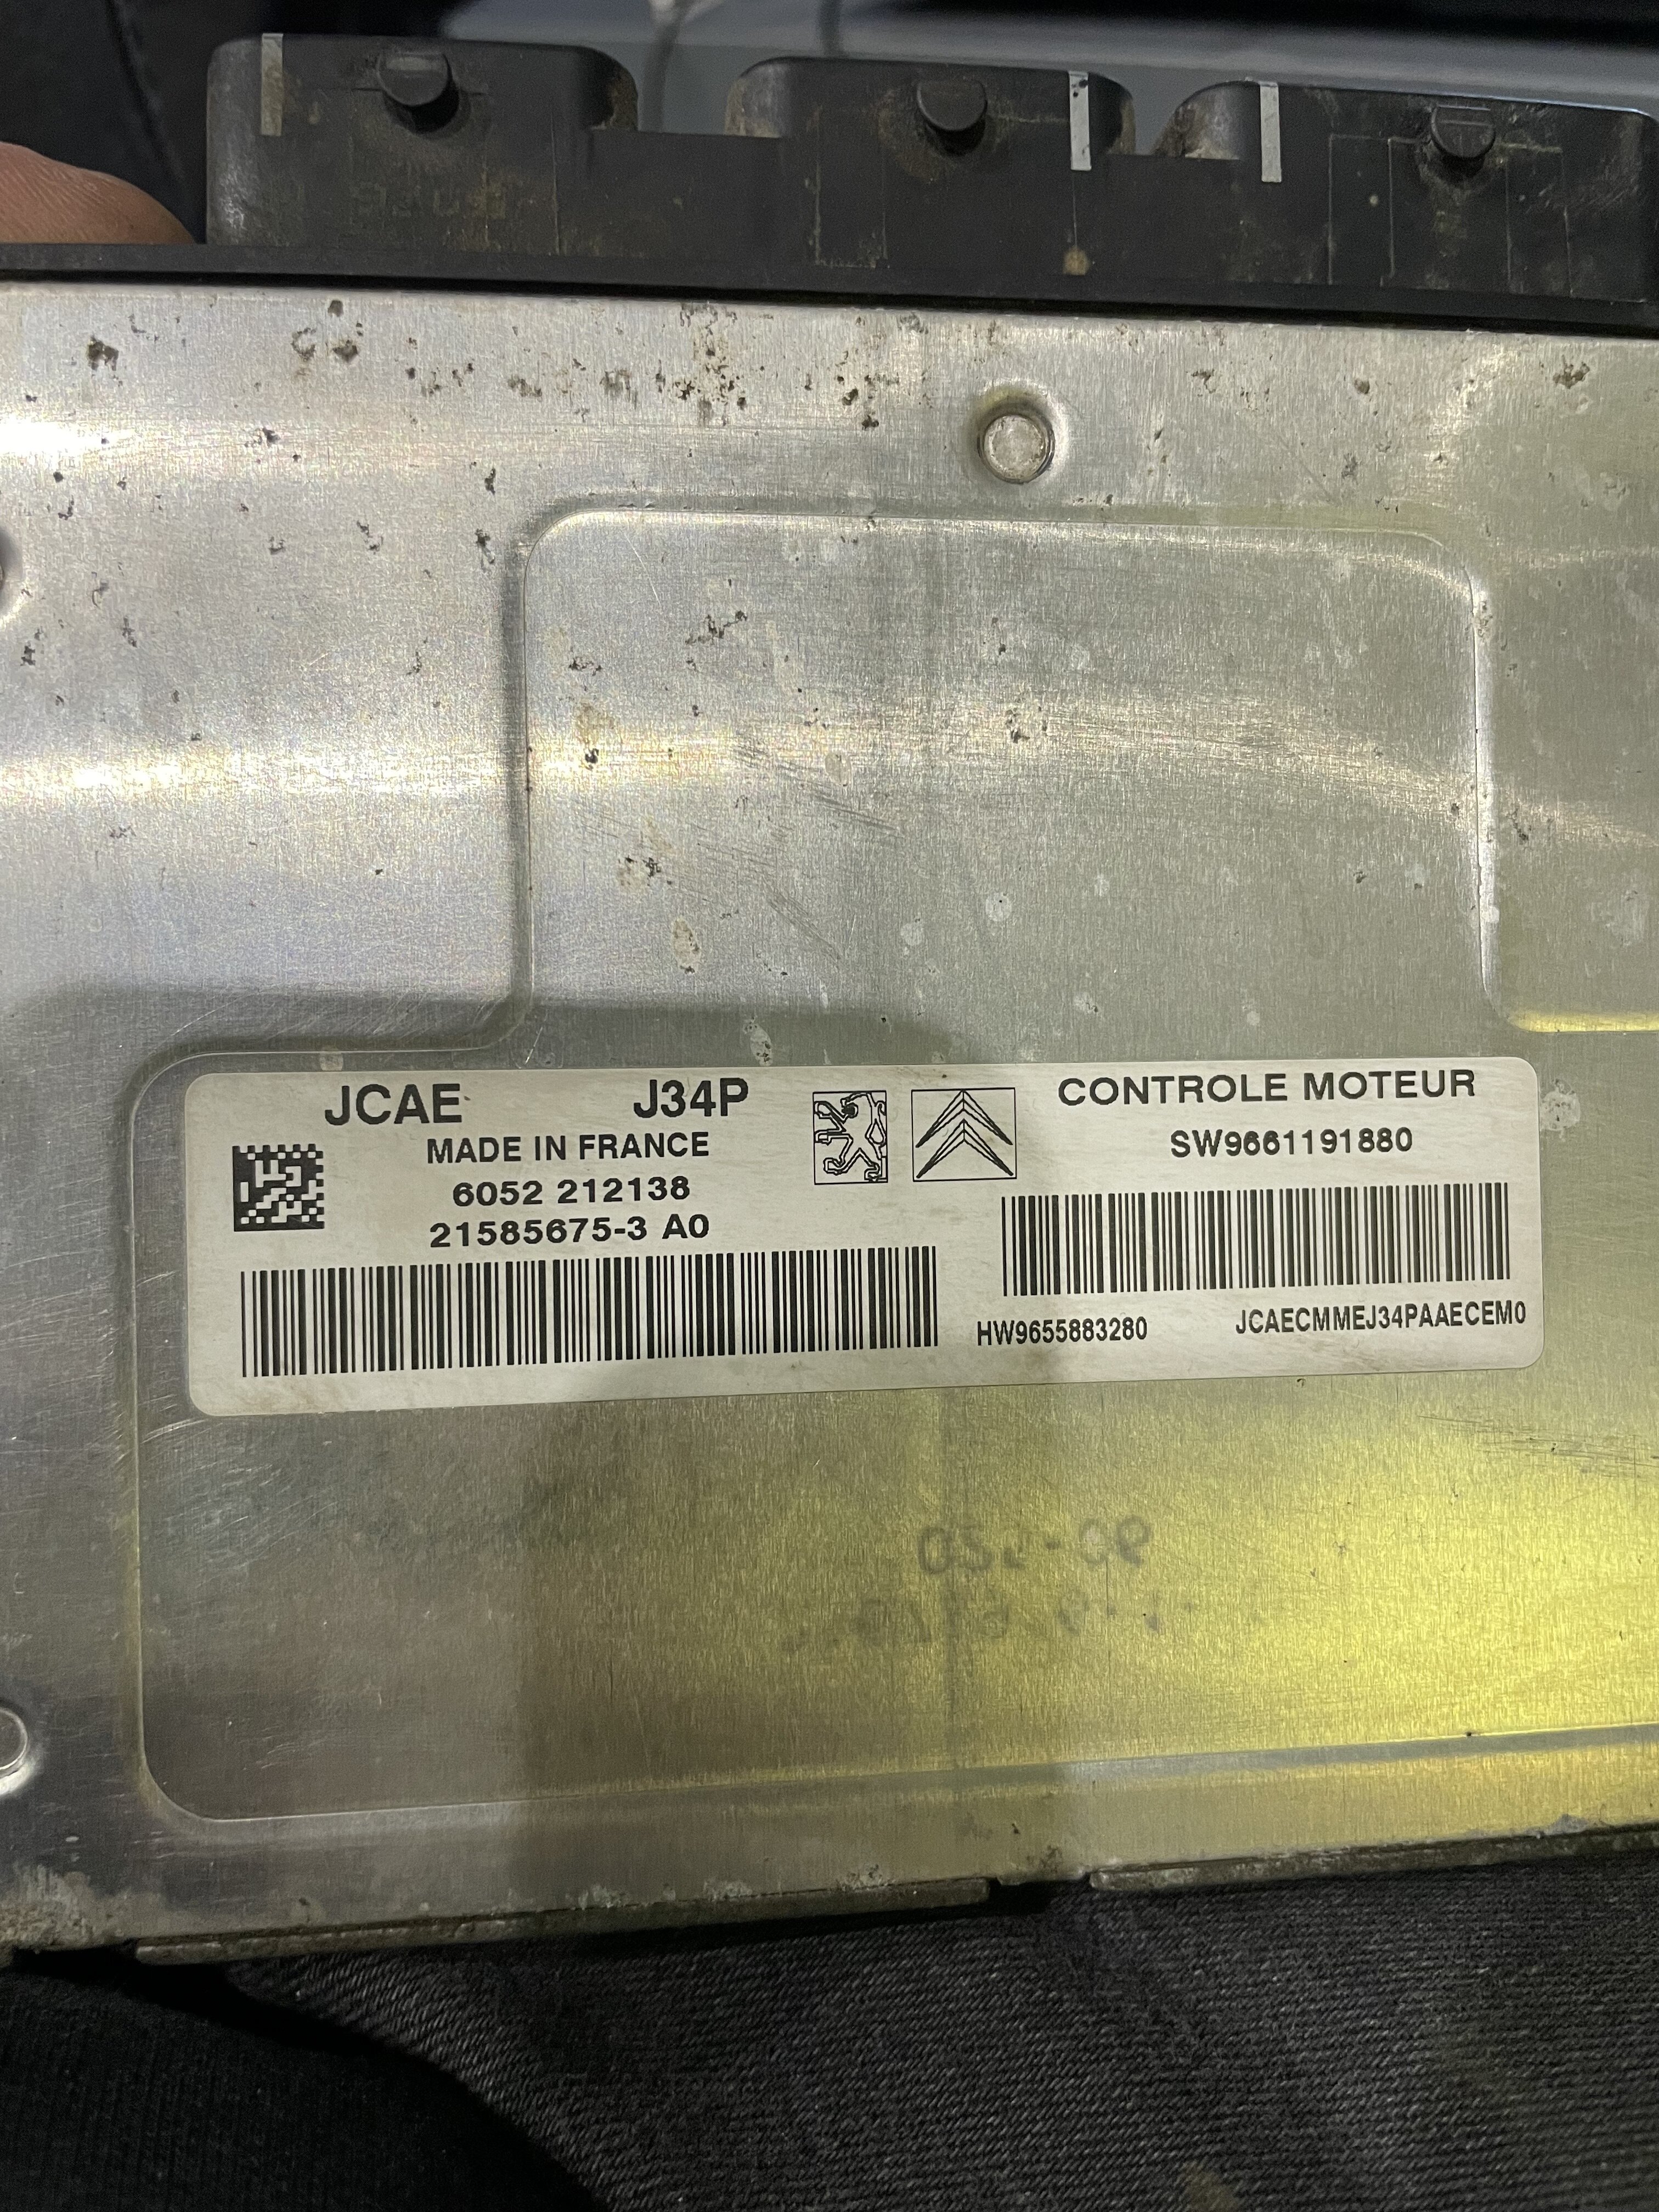 JCAE J34P
MADE IN FRANCE
6052 212138
21585675-3 A0
CONTROLE MOTEUR
SW9661191880
HW9655883280 JCAECMMEJ34PAAECEM0